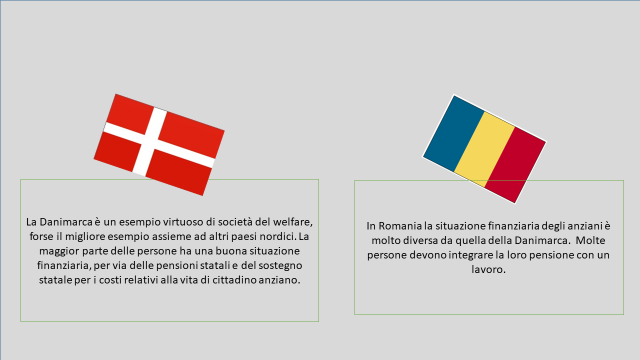 La Danimarca è un esempio virtuoso di società del welfare,
forse il migliore esempio assieme ad altri paesi nordici. La
maggior parte delle persone ha una buona situazione
finanziaria, per via delle pensioni statali e del sostegno
statale per i costi relativi alla vita di cittadino anziano.
In Romania la situazione finanziaria degli anziani è
molto diversa da quella della Danimarca. Molte
persone devono integrare la loro pensione con un
lavoro.